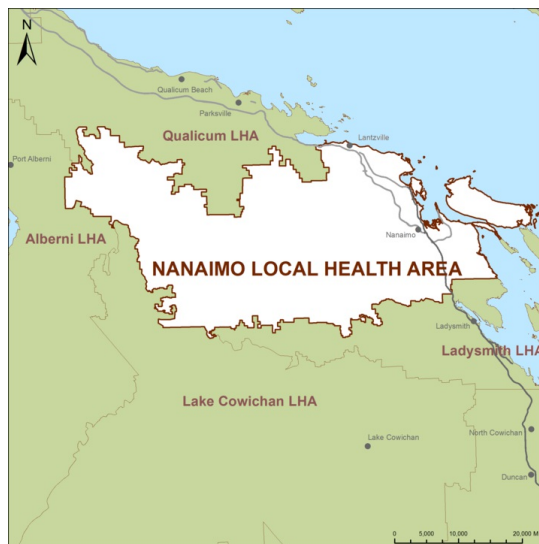 N
Qualicum Beach
Parksville
Qualicum LHA
Lantzville
Port Alberni
Nanaimo
Alberni LHA
NANAIMO LOCAL HEALTH AREA
Ladysmith
Ladysmith LHA
Lake Cowichan LHA
North Cowichan
Lake Cowichan
Duncan
0 5,000 10,000 20,000 M